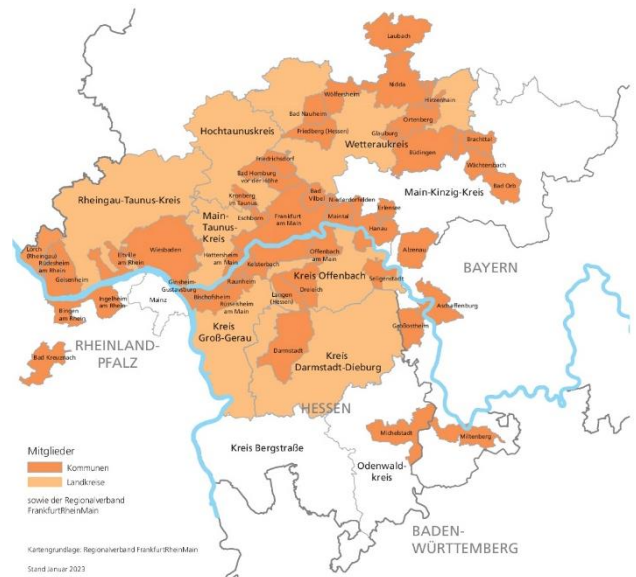 Laubach
Nidda
Wölfersheim
Hirzenhain
Bad Nauheim
Ortenberg
Hochtaunuskreis
Friedberg (Hessen)
Glauburg
Wetteraukreis
Brachttal
Büdingen
Friedrichsdorf
Wächtersbach
Bad Homburg
vor der Höhe
Bad Orb
Main-Kinzig-Kreis
Rheingau-Taunus-Kreis
Kronberg
im Taunus
Bad
Vilbel
Niederdorfelden
Erlensee
Main-
Taunus-
Kreis
Eschborn
Frankfurt
am Main
Maintal
Hanau
Lorch
(Rheingau)
Rüdesheim
am Rhein
Geisenheim
Eltville
am Rhein
Wiesbaden
Hattersheim
am Main
Offenbach
am Main
Alzenau
BAYERN
Kelsterbach
Kreis Offenbach
Seligenstadt
Ginsheim-
Gustavsburg
Raunheim
Bischofsheim
Rüsselsheim
am Main
Langen
(Hessen)
Dreieich
Bingen
am Rhein
Ingelheim
am Rhein
Mainz
Aschaffenburg
Großostheim
RHEINLAND-
PFALZ
Bad Kreuznach
Kreis
Groß-Gerau
Darmstadt
Kreis
Darmstadt-Dieburg
HESSEN
Michelstadt
Miltenberg
Kreis Bergstraße
Odenwald-
kreis
BADEN-
WÜRTTEMBERG
Mitglieder
Kommunen
Landkreise
sowie der Regionalverband
FrankfurtRheinMain
Kartengrundlage: Regionalverband FrankfurtRheinMain
Stand Januar 2023